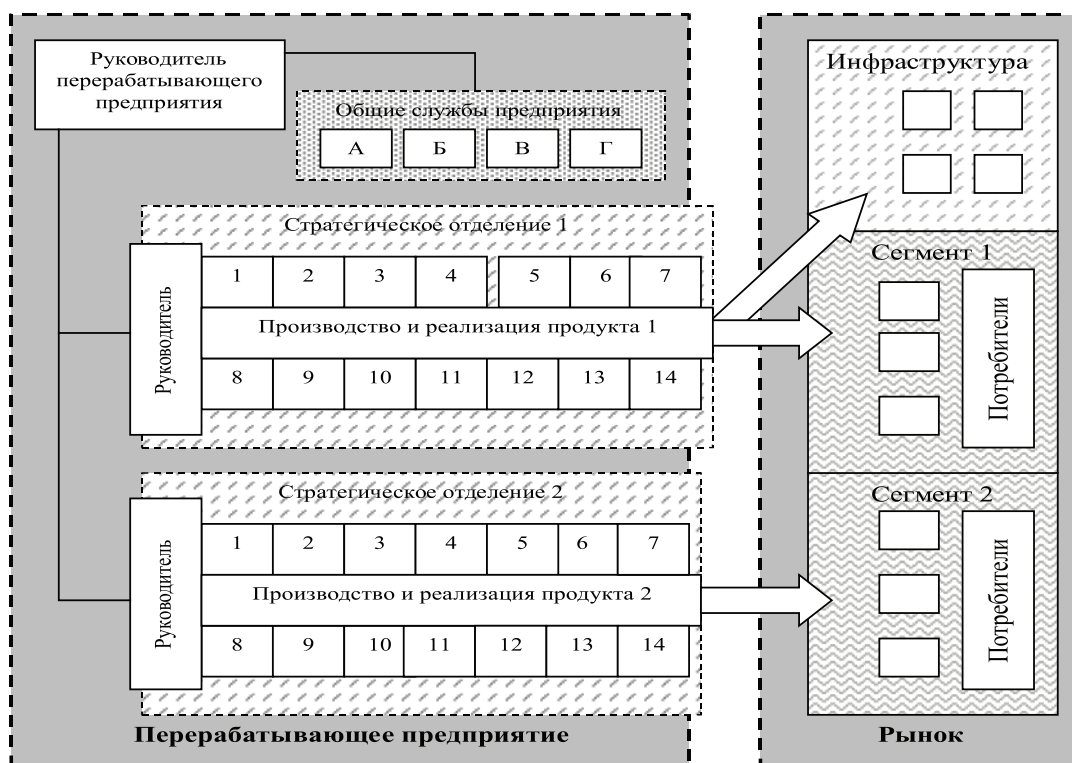 Руководитель
перерабатывающего
предприятия
Общие службы предприятия
А Б В Г
Стратегическое отделение 1
Руководитель
1 2 3 4 5 6 7
Производство и реализация продукта 1
8 9 10 11 12 13 14
Стратегическое отделение 2
Руководитель
1 2 3 4 5 6 7
Производство и реализация продукта 2
8 9 10 11 12 13 14
Перерабатывающее предприятие
Инфраструктура
Сегмент 1
Потребители
Сегмент 2
Потребители
Рынок